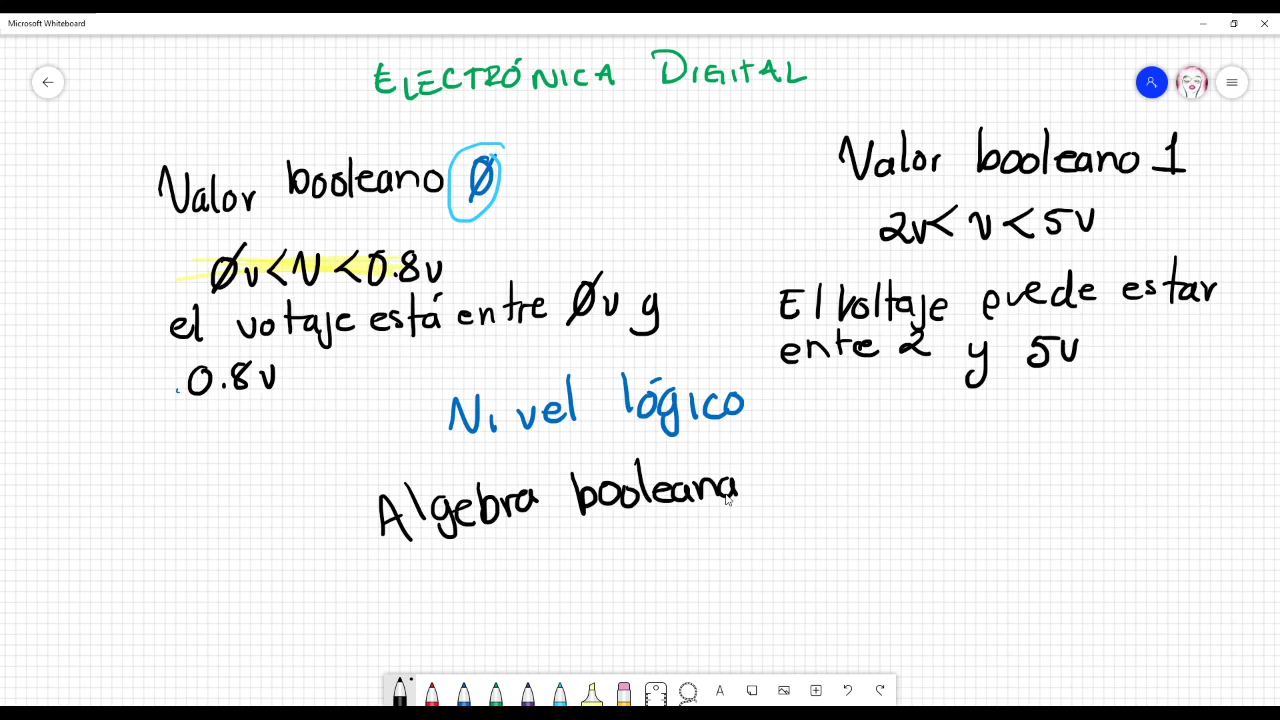 Microsoft Whiteboard
ELECTRÓNICA DIGITAL
Valor booleano Ø
Øv<V<0.8v
el votaje está entre Øv y
0.8v
Valor booleano 1
2v<V<5V
El voltaje puede estar
entre 2 y 5V
Nivel lógico
Algebra booleana
A